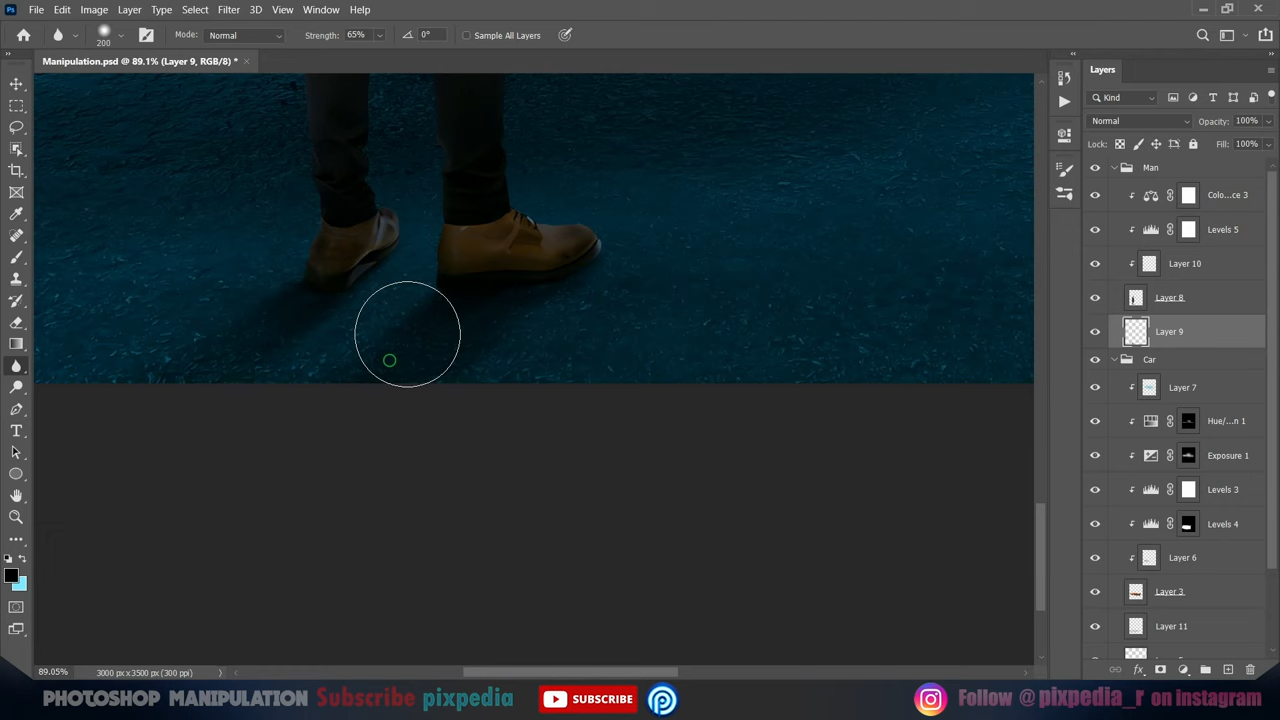 Ps File Edit Image Layer Type Select Filter 3D View Window Help
200 Mode: Normal Strength: 65% 0° Sample All Layers
Manipulation.psd @ 89.1% (Layer 9, RGB/8) *
Layers
Kind
Normal Opacity: 100%
Lock: Fill: 100%
Man
Colo...ce 3
Levels 5
Layer 10
Layer 8
Layer 9
Car
Layer 7
Hue/...n 1
Exposure 1
Levels 3
Levels 4
Layer 6
Layer 3
Layer 11
89.05% 3000 px x 3500 px (300 ppi)
PHOTOSHOP MANIPULATION Subscribe pixpedia SUBSCRIBE Follow @pixpedia_r on instagram